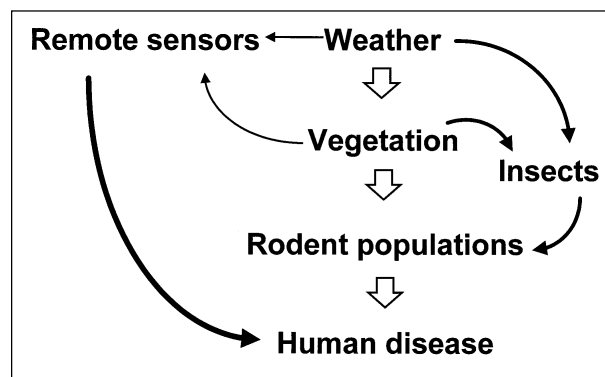 Remote sensors
Weather
Vegetation
Insects
Rodent populations
Human disease